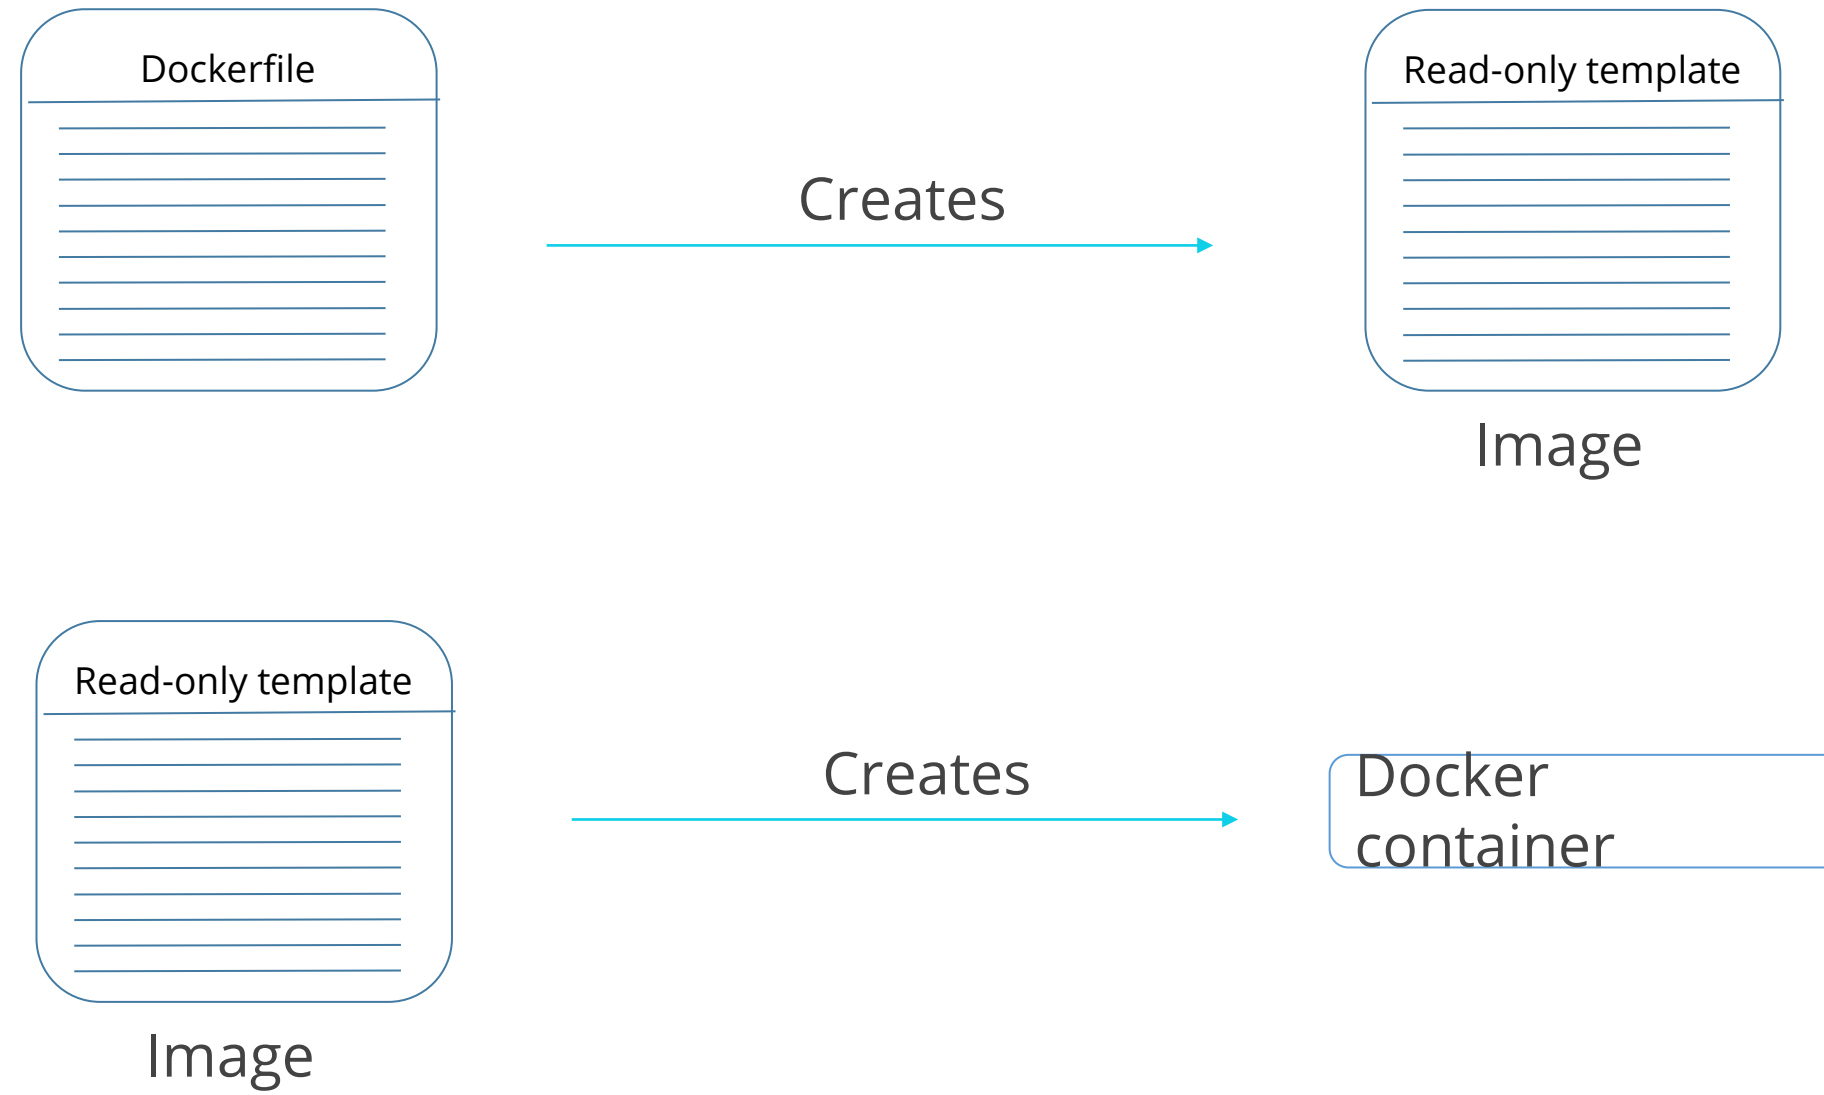 Dockerfile
Read-only template
Creates
Image
Read-only template
Creates
Docker
container
Image